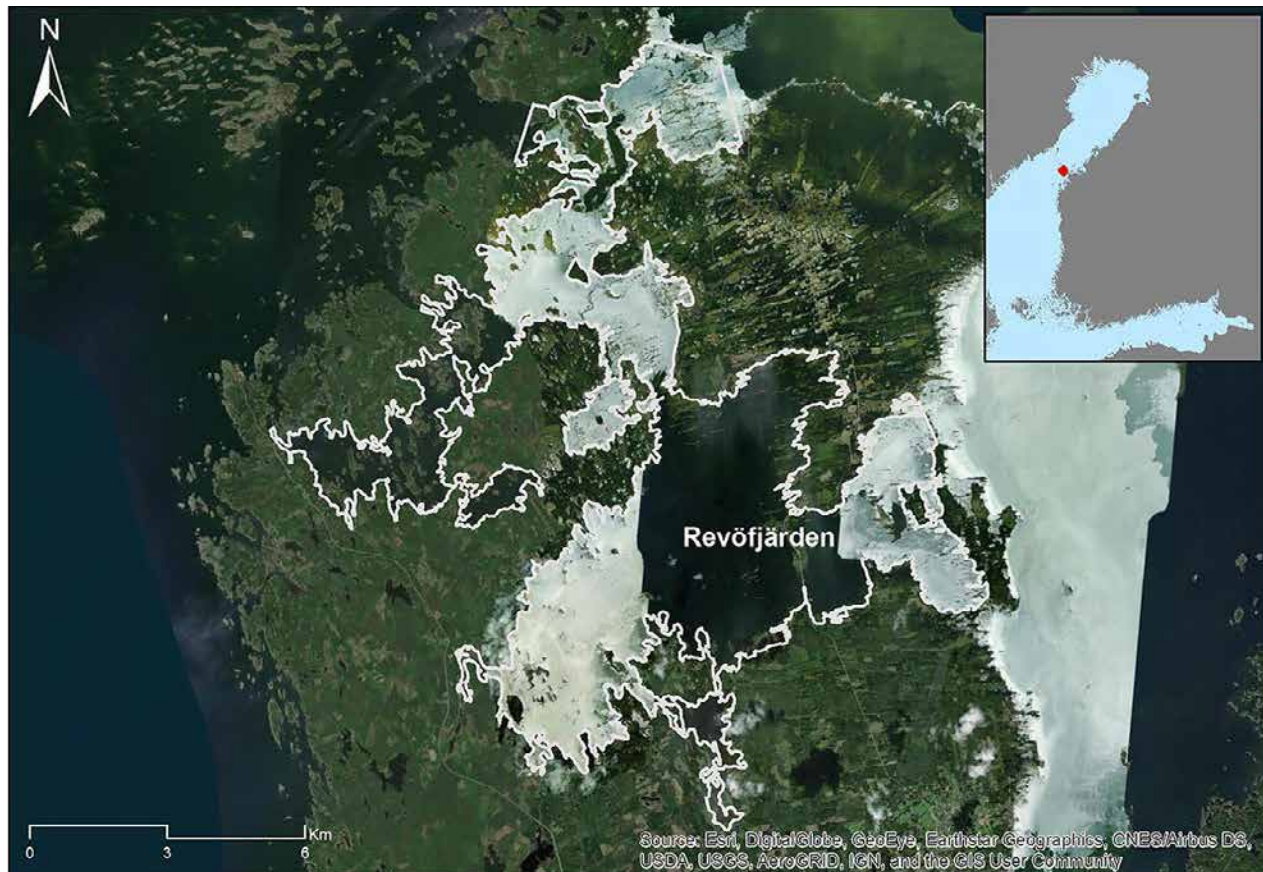 N
Revöfjärden
Km
0 3 6
Source: Esri, DigitalGlobe, GeoEye, Earthstar Geographics, CNES/Airbus DS,
USDA, USGS, AeroGRID, IGN, and the GIS User Community